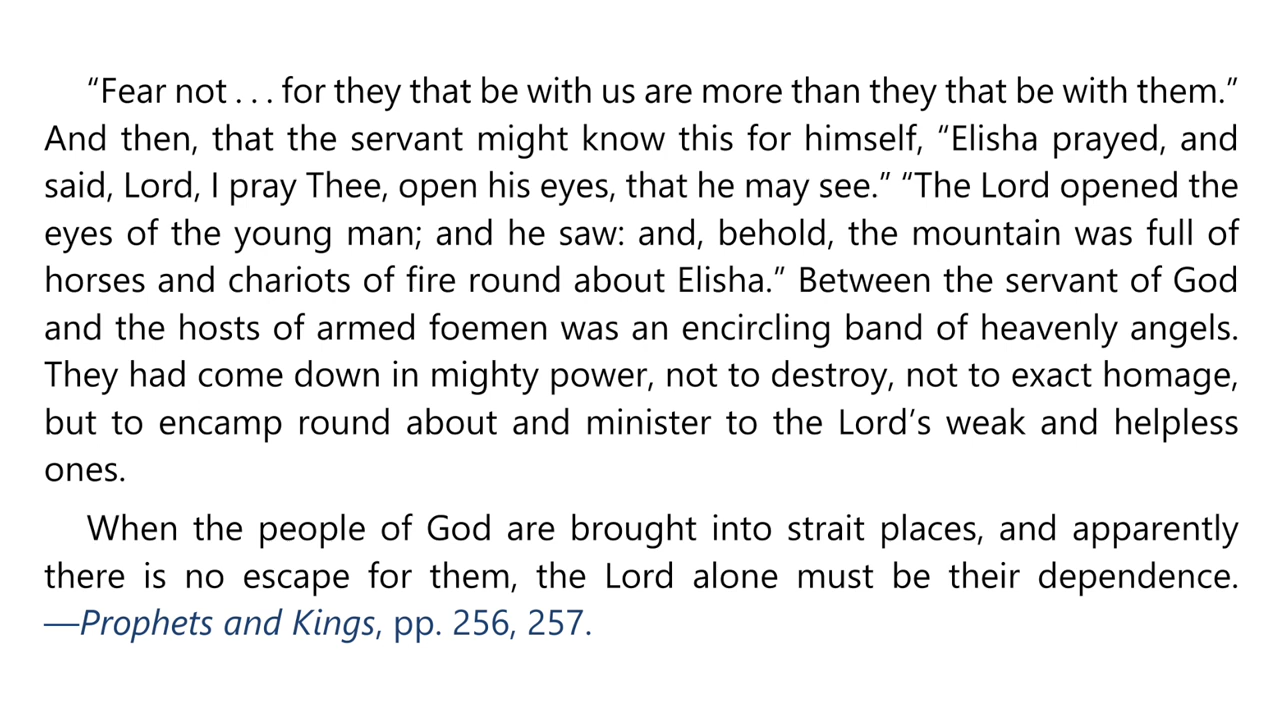 “Fear not . . . for they that be with us are more than they that be with them.”
And then, that the servant might know this for himself, “Elisha prayed, and
said, Lord, I pray Thee, open his eyes, that he may see.” “The Lord opened the
eyes of the young man; and he saw: and, behold, the mountain was full of
horses and chariots of fire round about Elisha.” Between the servant of God
and the hosts of armed foemen was an encircling band of heavenly angels.
They had come down in mighty power, not to destroy, not to exact homage,
but to encamp round about and minister to the Lord’s weak and helpless
ones.
When the people of God are brought into strait places, and apparently
there is no escape for them, the Lord alone must be their dependence.
—Prophets and Kings, pp. 256, 257.